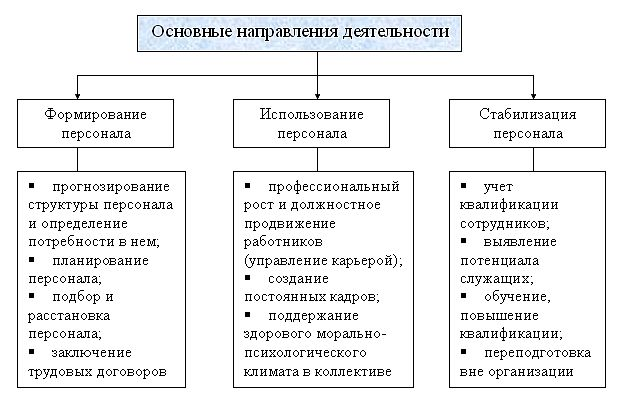 Основные направления деятельности
Формирование
персонала
Использование
персонала
Стабилизация
персонала
▪ прогнозирование
структуры персонала
и определение
потребности в нем;
▪ планирование
персонала;
▪ подбор и
расстановка
персонала;
▪ заключение
трудовых договоров
▪ профессиональный
рост и должностное
продвижение
работников
(управление карьерой);
▪ создание
постоянных кадров;
▪ поддержание
здорового морально-
психологического
климата в коллективе
▪ учет
квалификации
сотрудников;
▪ выявление
потенциала
служащих;
▪ обучение,
повышение
квалификации;
▪ переподготовка
вне организации